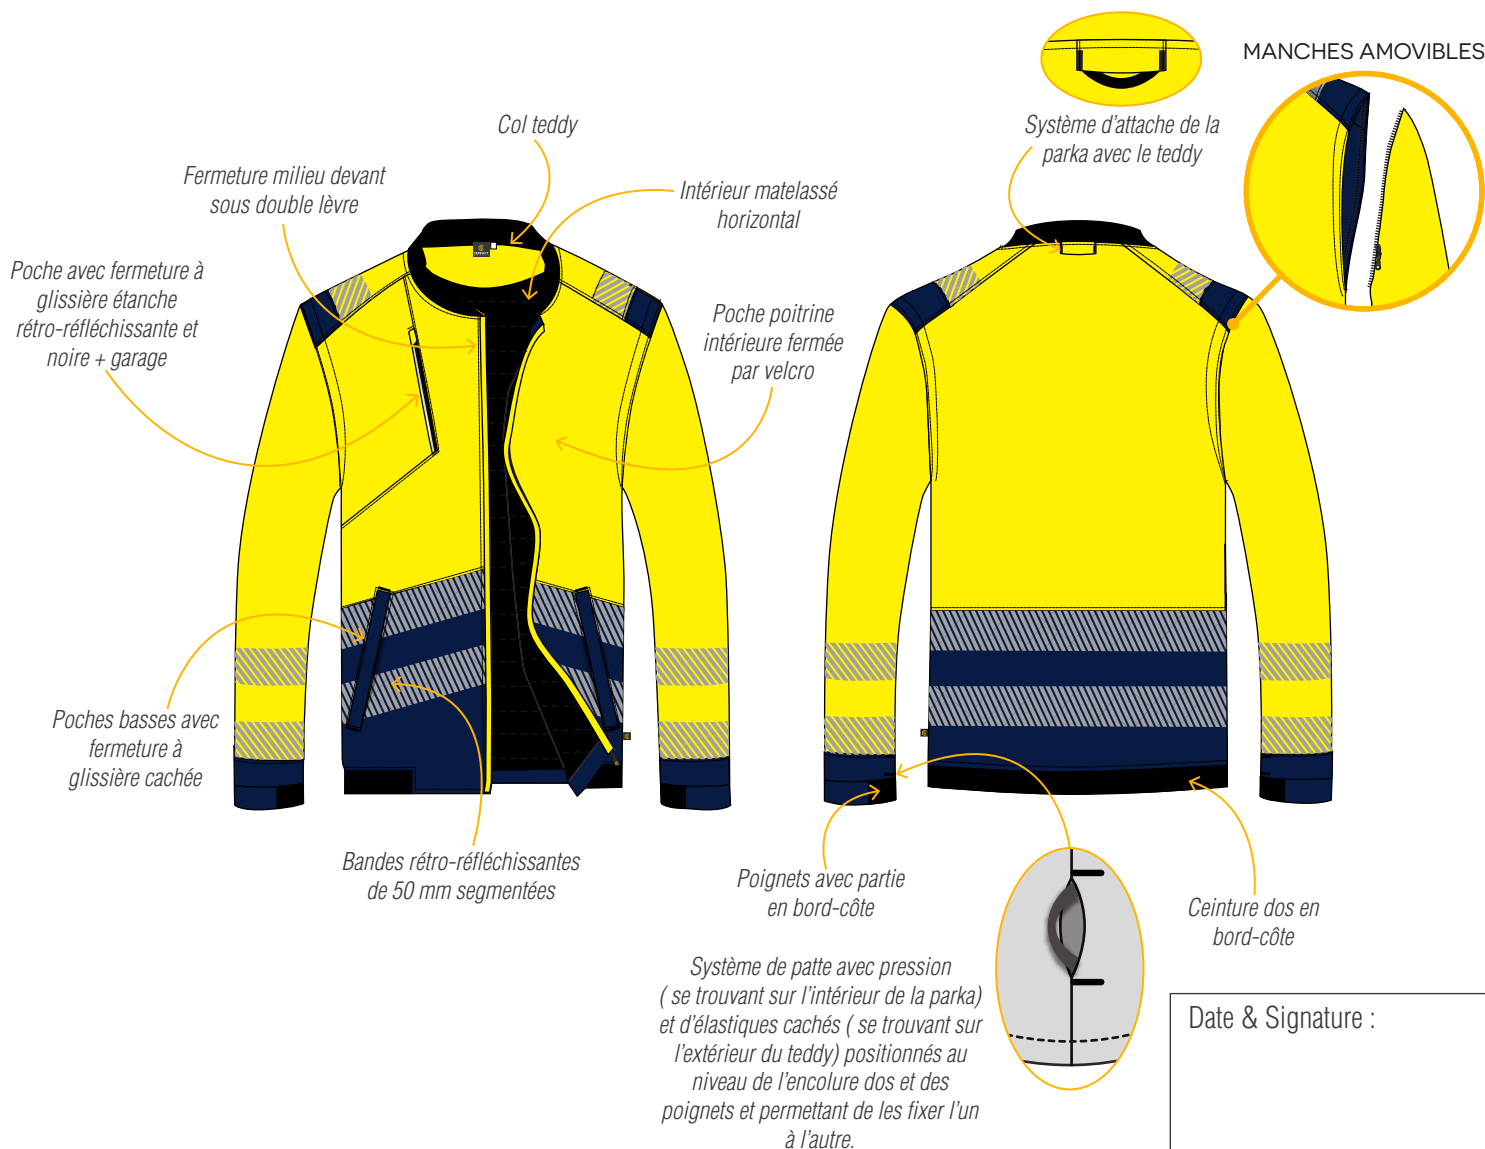 MANCHES AMOVIBLES
Col teddy
Système d'attache de la
parka avec le teddy
Fermeture milieu devant
sous double lèvre
Intérieur matelassé
horizontal
Poche avec fermeture à
glissière étanche
rétro-réfléchissante et
noire + garage
Poche poitrine
intérieure fermée
par velcro
Poches basses avec
fermeture à
glissière cachée
Bandes rétro-réfléchissantes
de 50 mm segmentées
Poignets avec partie
en bord-côte
Ceinture dos en
bord-côte
Système de patte avec pression
( se trouvant sur l'intérieur de la parka)
et d'élastiques cachés ( se trouvant sur
l'extérieur du teddy) positionnés au
niveau de l'encolure dos et des
poignets et permettant de les fixer l'un
à l'autre.
Date & Signature :